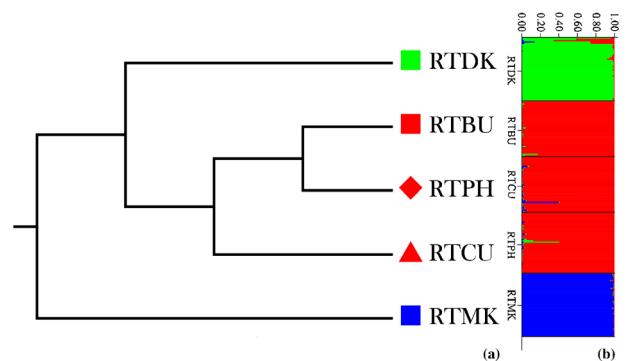 0.00 0.20 0.40 0.60 0.80 1.00
RTDK
RTBU
RTPH
RTCU
RTMK
RTDK
RTBU
RTCU
RTPH
RTMK
(a)
(b)